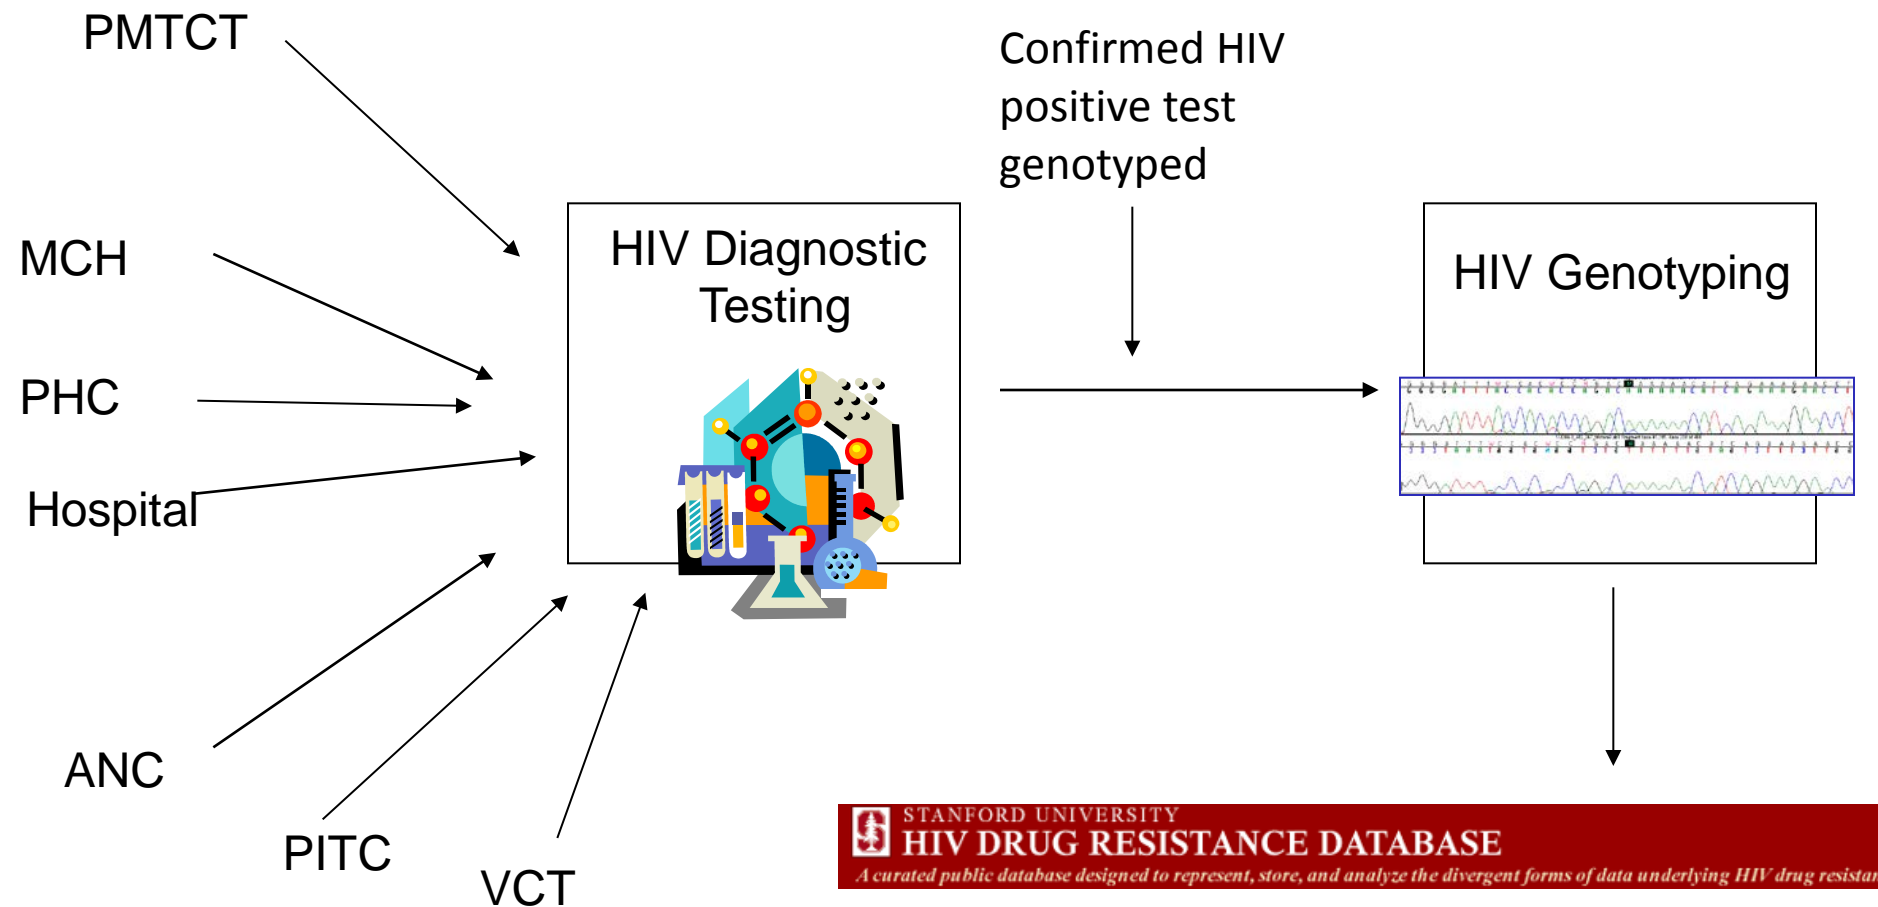 PMTCT
Confirmed HIV
positive test
genotyped
MCH
HIV Diagnostic
Testing
HIV Genotyping
PHC
Hospital
ANC
PITC
VCT
STANFORD UNIVERSITY
HIV DRUG RESISTANCE DATABASE
A curated public database designed to represent, store, and analyze the divergent forms of data underlying HIV drug resistan